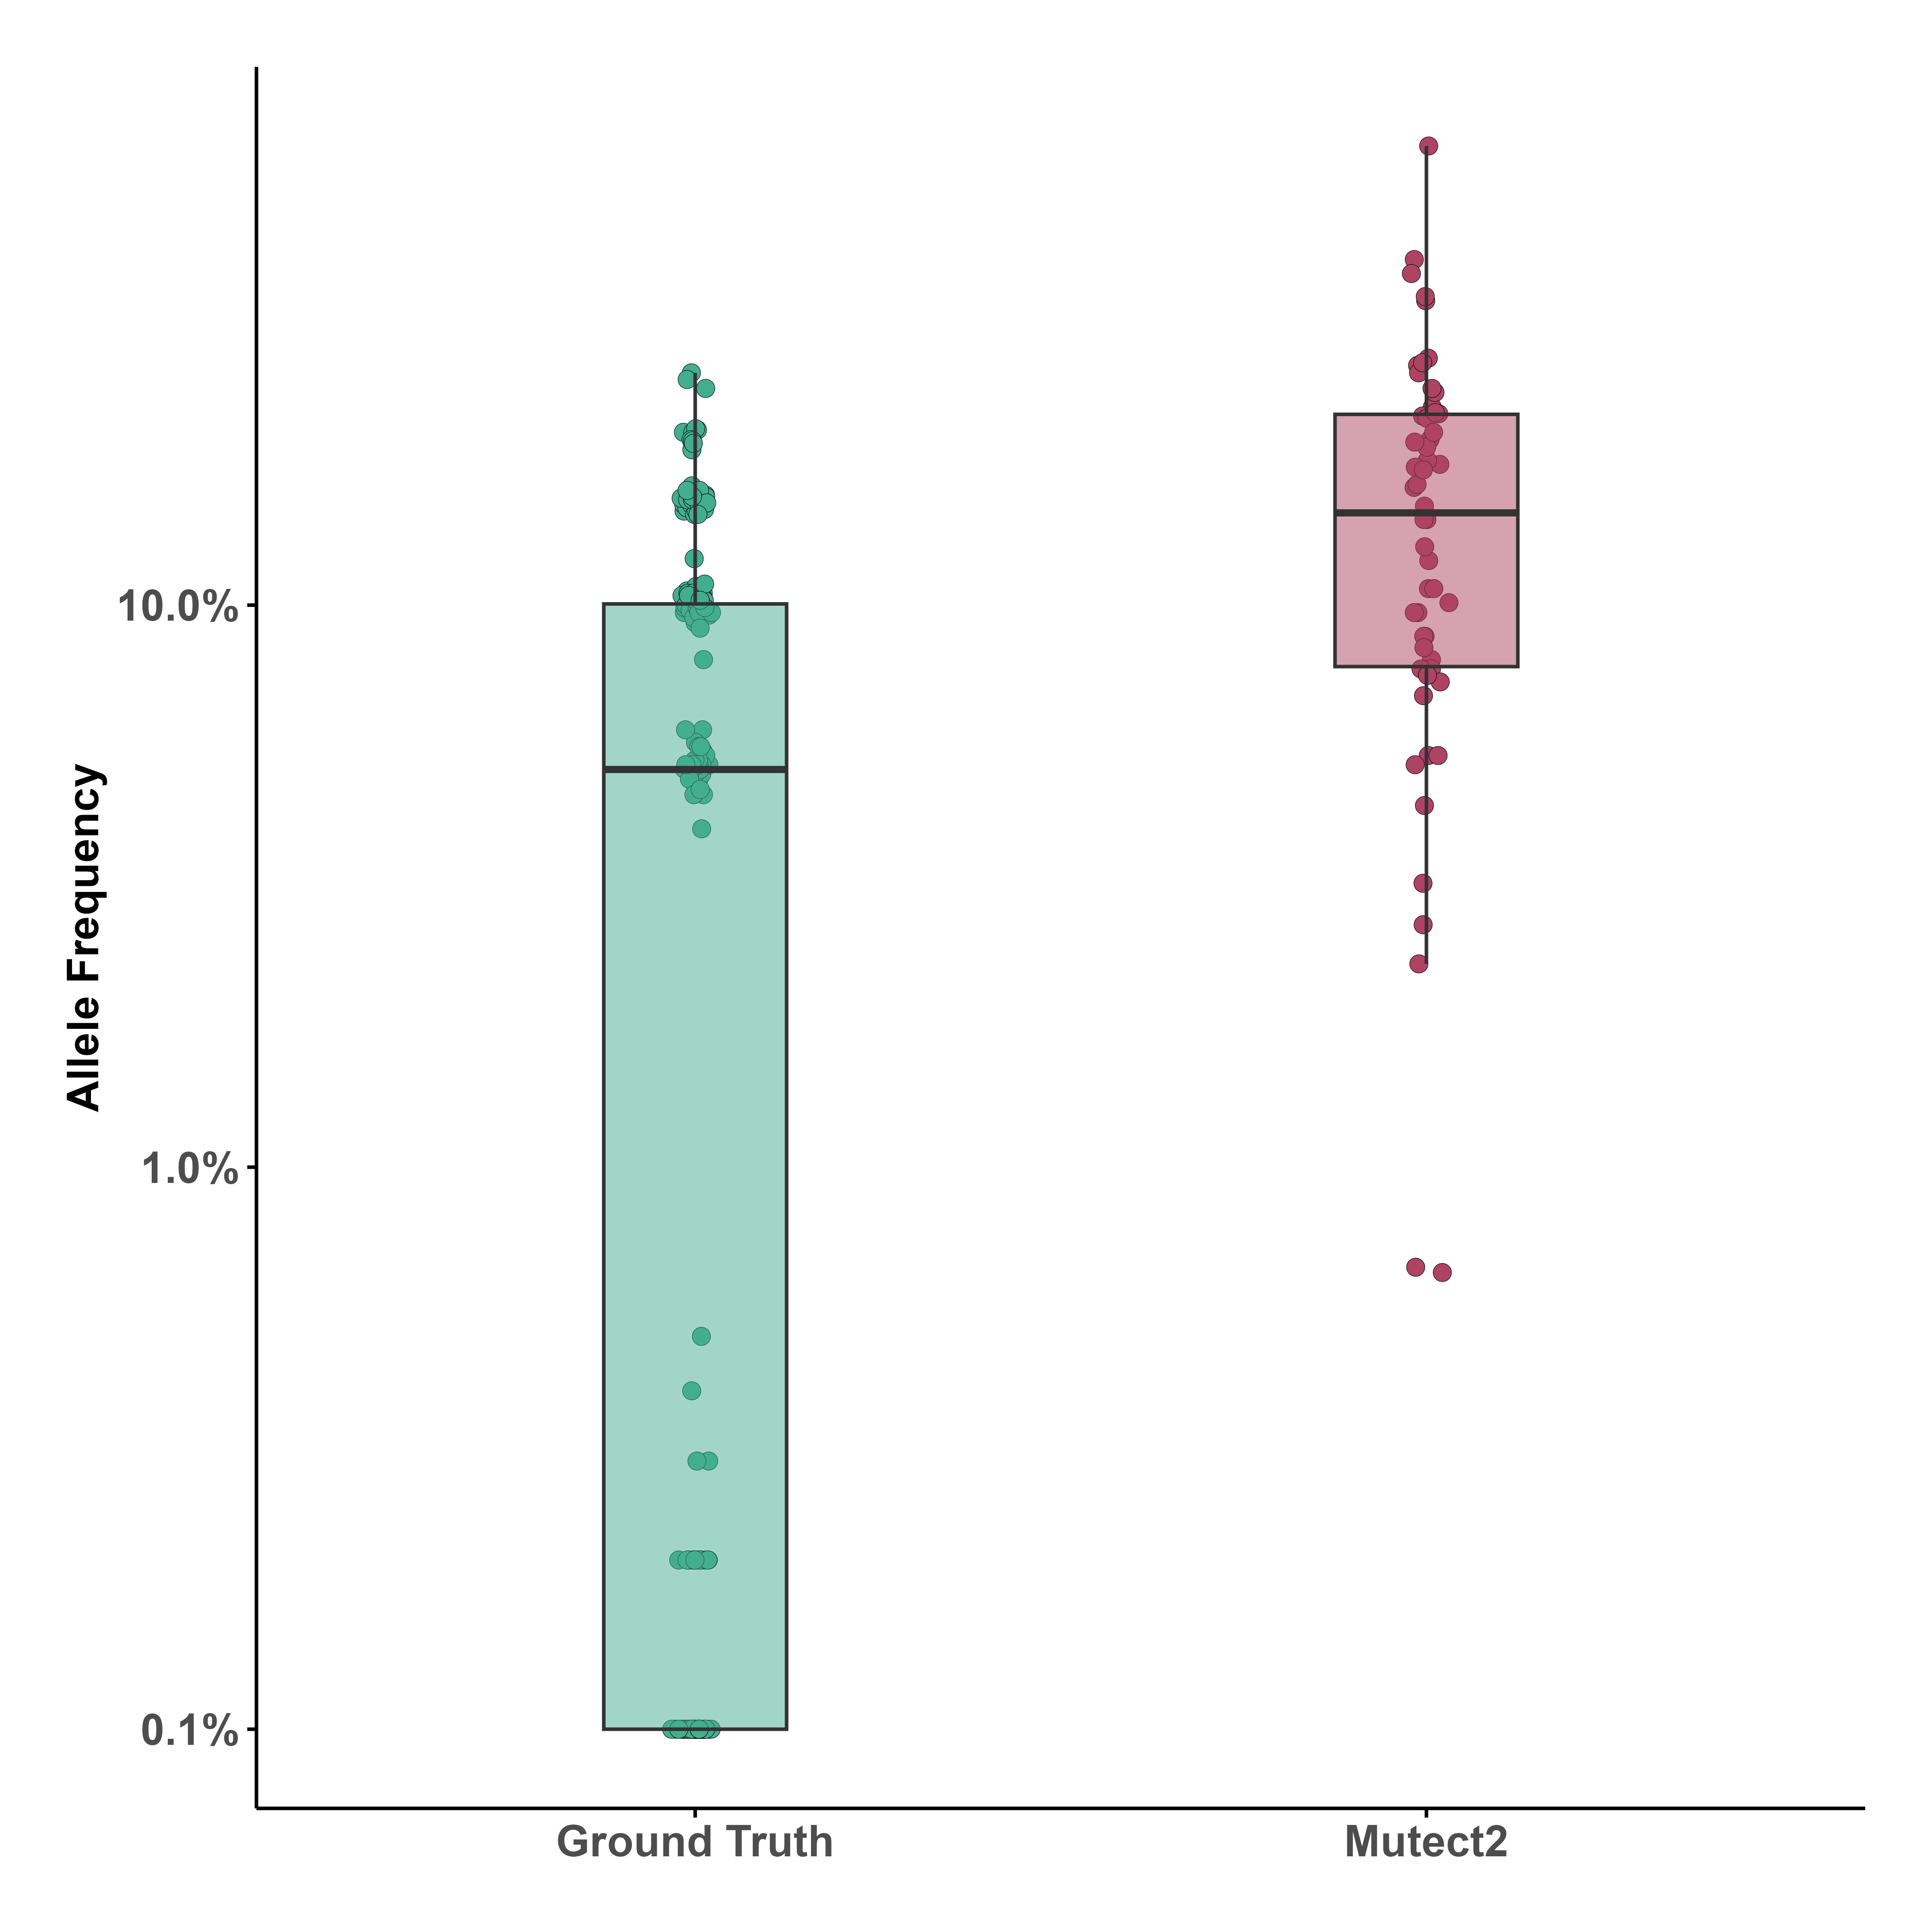 Allele Frequency
10.0%
1.0%
0.1%
Ground Truth
Mutect2